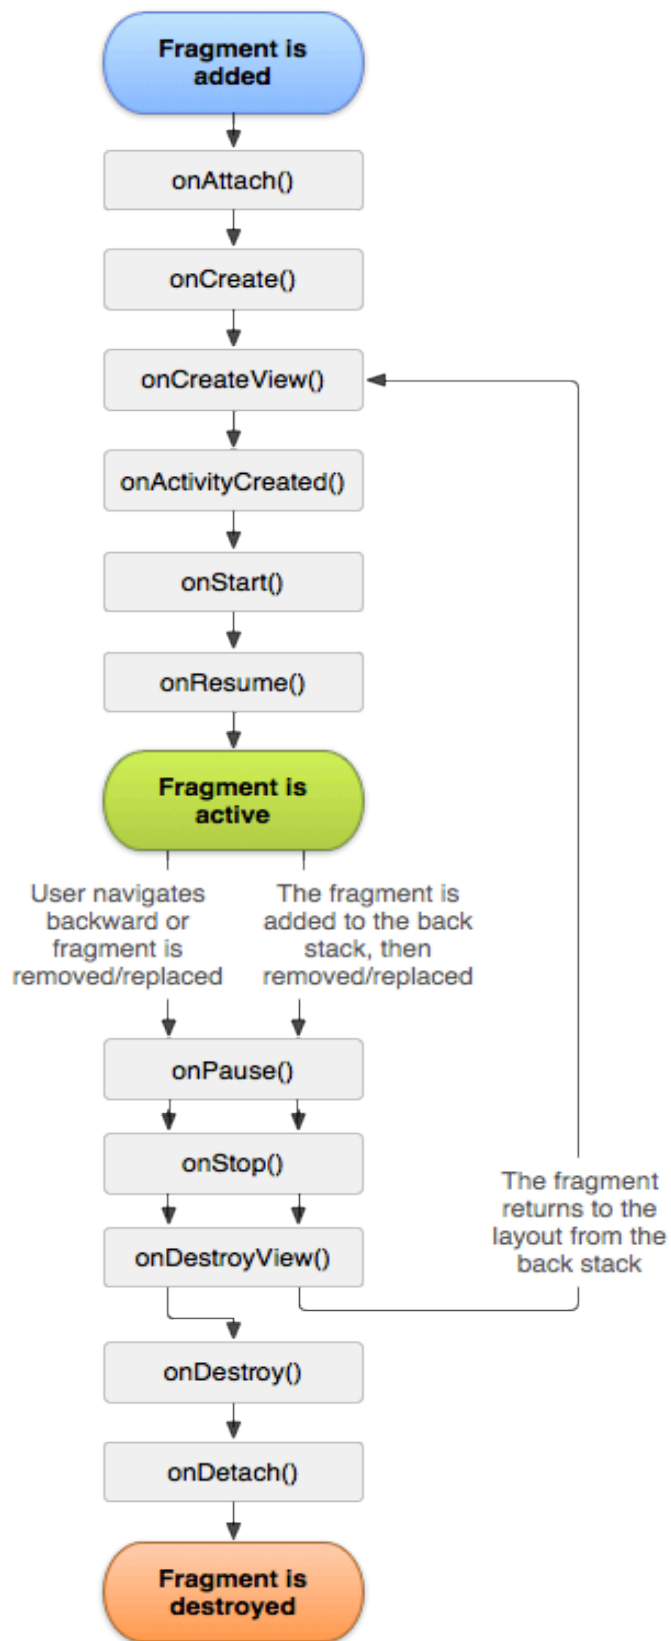 Fragment is
added
onAttach()
onCreate()
onCreateView()
onActivityCreated()
onStart()
onResume()
Fragment is
active
User navigates
backward or
fragment is
removed/replaced
The fragment is
added to the back
stack, then
removed/replaced
onPause()
onStop()
onDestroyView()
The fragment
returns to the
layout from the
back stack
onDestroy()
onDetach()
Fragment is
destroyed